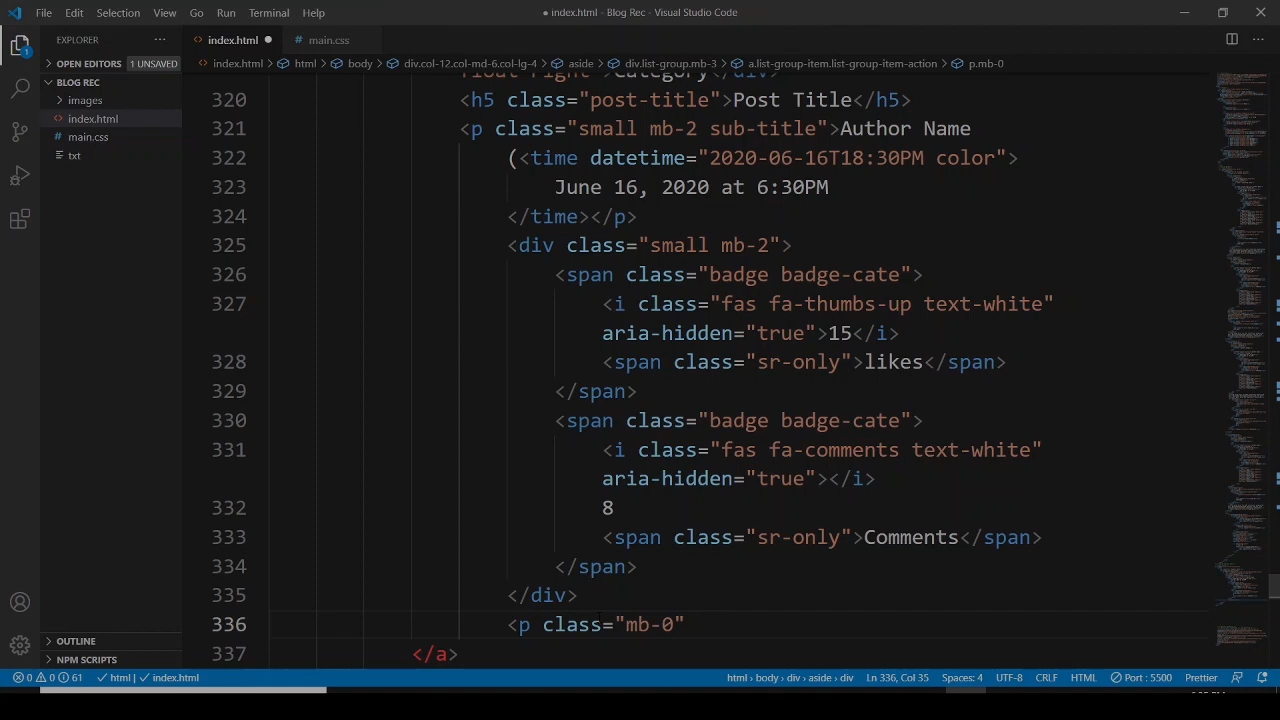 File Edit Selection View Go Run Terminal Help
● index.html - Blog Rec - Visual Studio Code
EXPLORER
index.html
main.css
OPEN EDITORS 1 UNSAVED
index.html > html > body > div.col-12.col-md-6.col-lg-4 > aside > div.list-group.mb-3 > a.list-group-item.list-group-item-action > p.mb-0
BLOG REC
images
index.html
main.css
txt
float-right">Category</div>
320 <h5 class="post-title">Post Title</h5>
321 <p class="small mb-2 sub-title">Author Name
322 (<time datetime="2020-06-16T18:30PM color">
323 June 16, 2020 at 6:30PM
324 </time></p>
325 <div class="small mb-2">
326 <span class="badge badge-cate">
327 <i class="fas fa-thumbs-up text-white"
aria-hidden="true">15</i>
328 <span class="sr-only">likes</span>
329 </span>
330 <span class="badge badge-cate">
331 <i class="fas fa-comments text-white"
aria-hidden="true"></i>
332 8
333 <span class="sr-only">Comments</span>
334 </span>
335 </div>
336 <p class="mb-0"
337 </a>
1
OUTLINE
NPM SCRIPTS
0 0 61 html | index.html
html › body › div › aside › div Ln 336, Col 35 Spaces: 4 UTF-8 CRLF HTML Port : 5500 Prettier